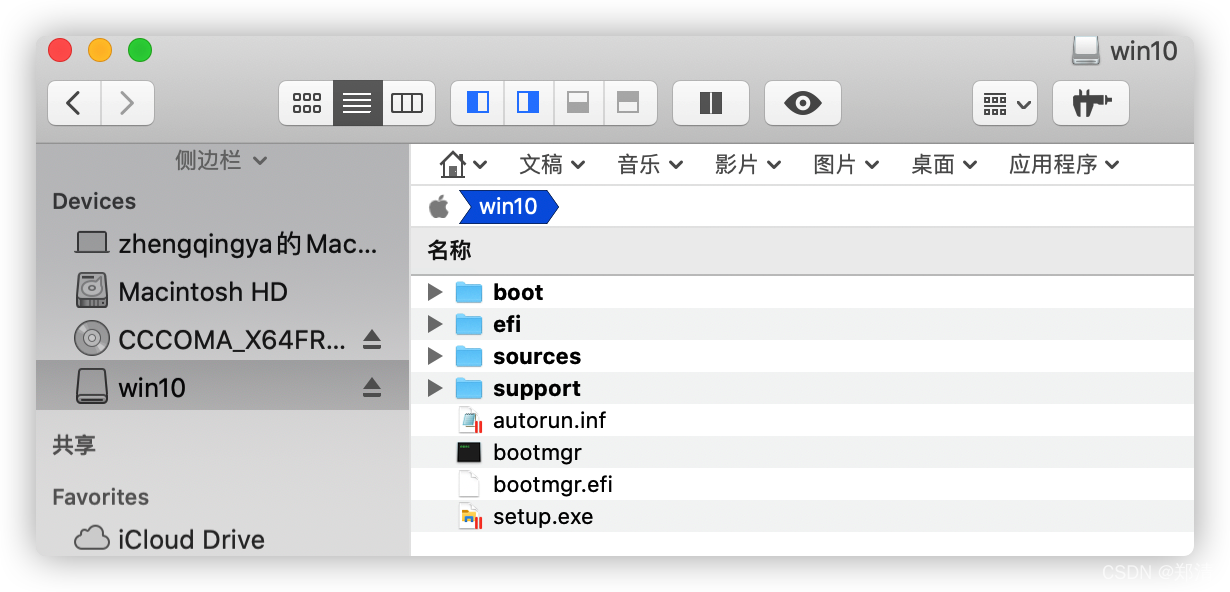 win10
侧边栏
文稿 音乐 影片 图片 桌面 应用程序
Devices
zhengqingya的Mac...
Macintosh HD
CCCOMA_X64FR...
win10
共享
Favorites
iCloud Drive
win10
名称
boot
efi
sources
support
autorun.inf
bootmgr
bootmgr.efi
setup.exe
CSDN @郑